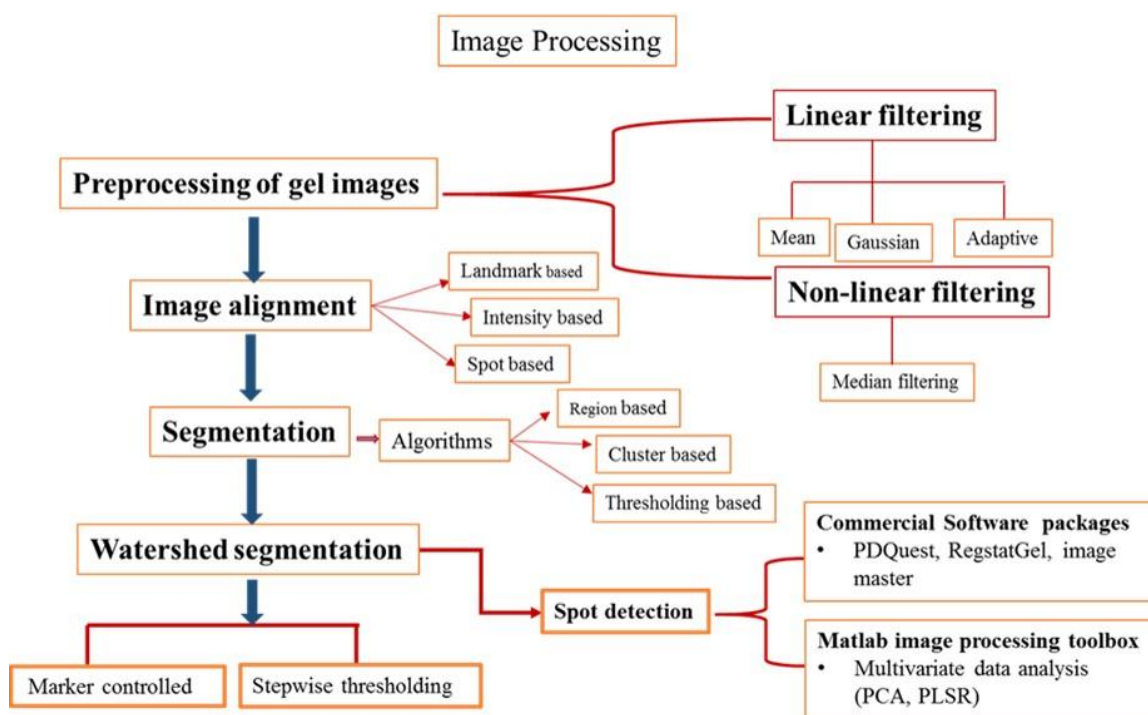 Image Processing
Linear filtering
Preprocessing of gel images
Mean
Gaussian
Adaptive
Landmark based
Image alignment
Intensity based
Non-linear filtering
Spot based
Median filtering
Region based
Segmentation
Algorithms
Cluster based
Thresholding based
Commercial Software packages
• PDQuest, RegstatGel, image
master
Watershed segmentation
Spot detection
Matlab image processing toolbox
• Multivariate data analysis
(PCA, PLSR)
Marker controlled
Stepwise thresholding